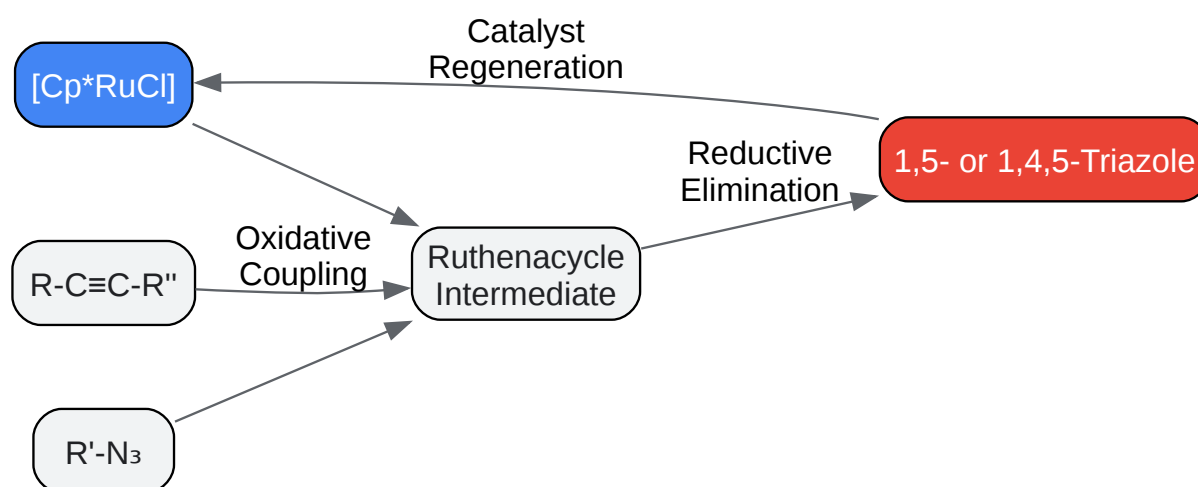 Catalyst
Regeneration
[Cp*RuCl]
1,5- or 1,4,5-Triazole
Reductive
Elimination
Oxidative
Coupling
Ruthenacycle
Intermediate
R-C≡C-R"
R'-N₃